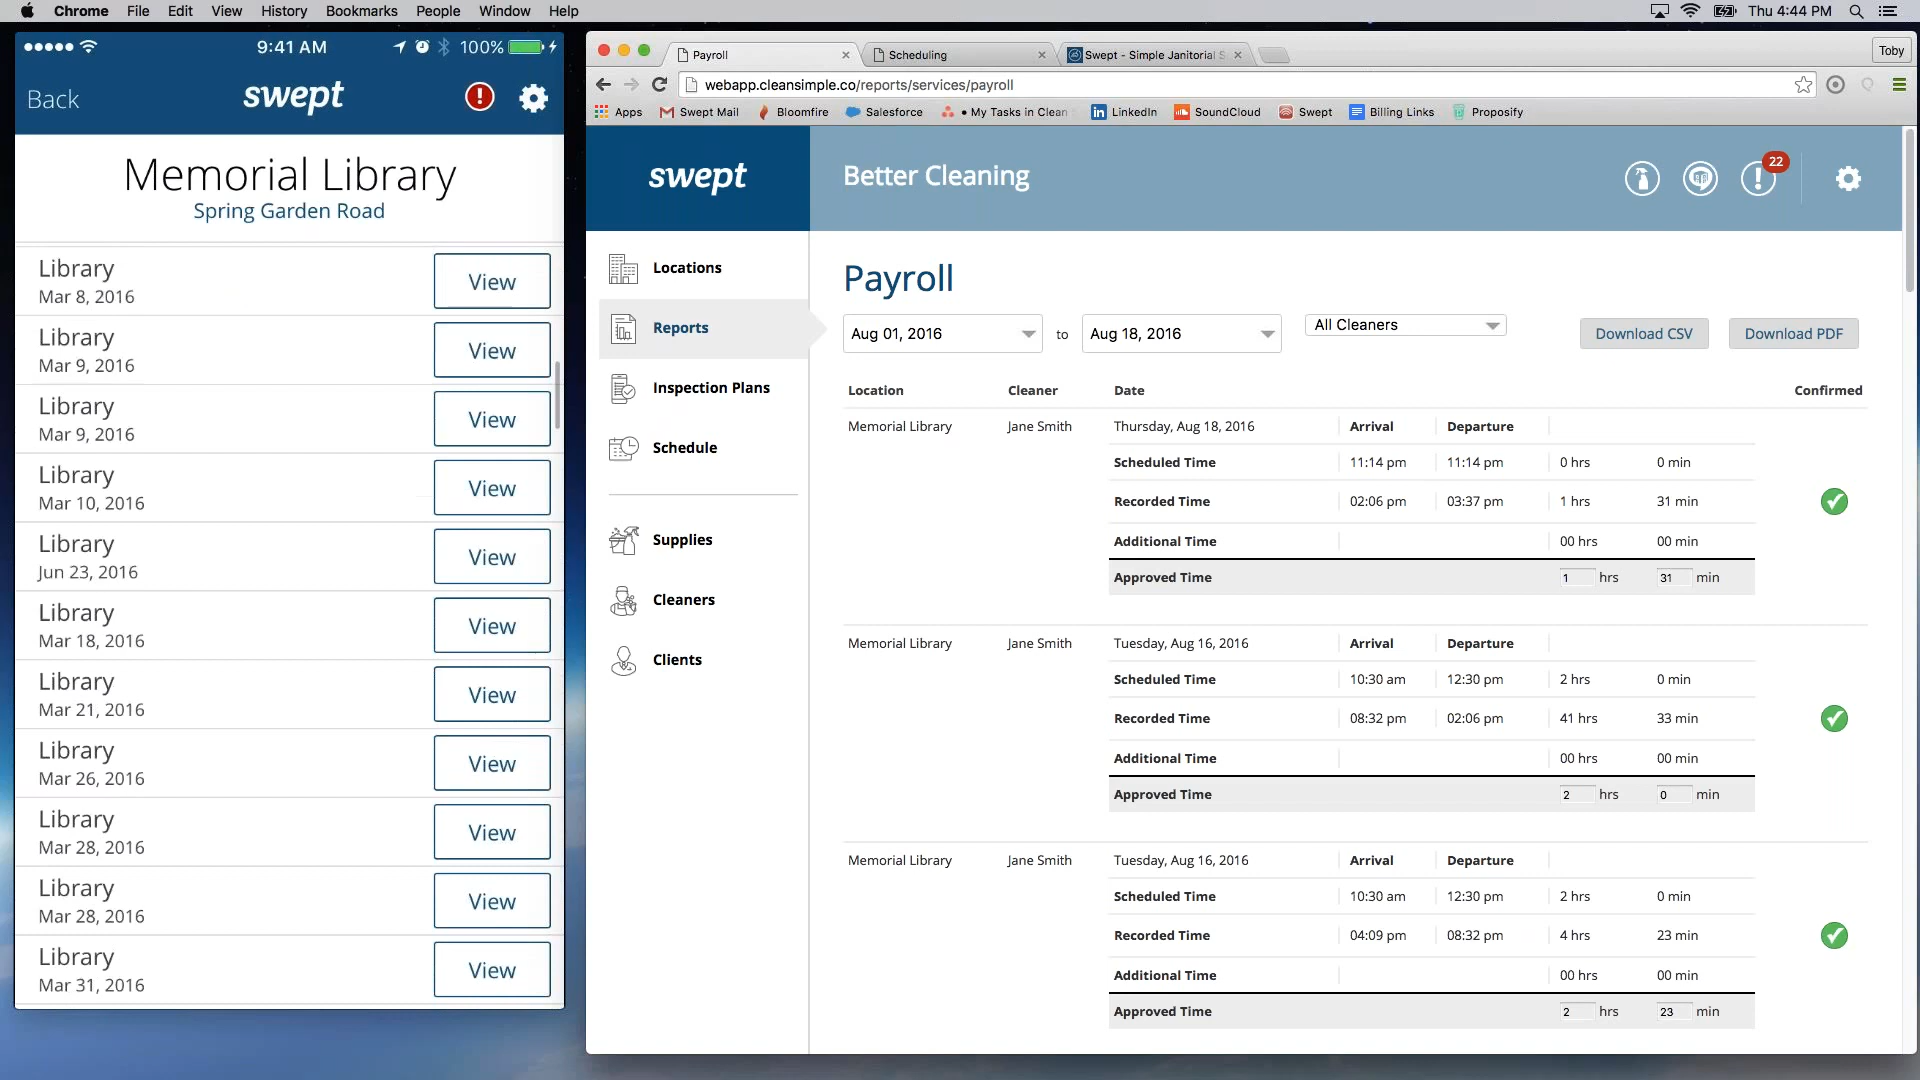 Chrome File Edit View History Bookmarks People Window Help Thu 4:44 PM
9:41 AM 100%
Back swept
Memorial Library
Spring Garden Road
Library
Mar 8, 2016
View
Library
Mar 9, 2016
View
Library
Mar 9, 2016
View
Library
Mar 10, 2016
View
Library
Jun 23, 2016
View
Library
Mar 18, 2016
View
Library
Mar 21, 2016
View
Library
Mar 26, 2016
View
Library
Mar 28, 2016
View
Library
Mar 28, 2016
View
Library
Mar 31, 2016
View
Payroll Scheduling Swept - Simple Janitorial S Toby
webapp.cleansimple.co/reports/services/payroll
Apps Swept Mail Bloomfire Salesforce • My Tasks in Clean LinkedIn SoundCloud Swept Billing Links Proposify
swept Better Cleaning 22
Locations
Reports
Inspection Plans
Schedule
Supplies
Cleaners
Clients
Payroll
Aug 01, 2016 to Aug 18, 2016 All Cleaners Download CSV Download PDF
Location Cleaner Date Confirmed
Memorial Library Jane Smith Thursday, Aug 18, 2016 Arrival Departure
Scheduled Time 11:14 pm 11:14 pm 0 hrs 0 min
Recorded Time 02:06 pm 03:37 pm 1 hrs 31 min
Additional Time 00 hrs 00 min
Approved Time 1 hrs 31 min
Memorial Library Jane Smith Tuesday, Aug 16, 2016 Arrival Departure
Scheduled Time 10:30 am 12:30 pm 2 hrs 0 min
Recorded Time 08:32 pm 02:06 pm 41 hrs 33 min
Additional Time 00 hrs 00 min
Approved Time 2 hrs 0 min
Memorial Library Jane Smith Tuesday, Aug 16, 2016 Arrival Departure
Scheduled Time 10:30 am 12:30 pm 2 hrs 0 min
Recorded Time 04:09 pm 08:32 pm 4 hrs 23 min
Additional Time 00 hrs 00 min
Approved Time 2 hrs 23 min